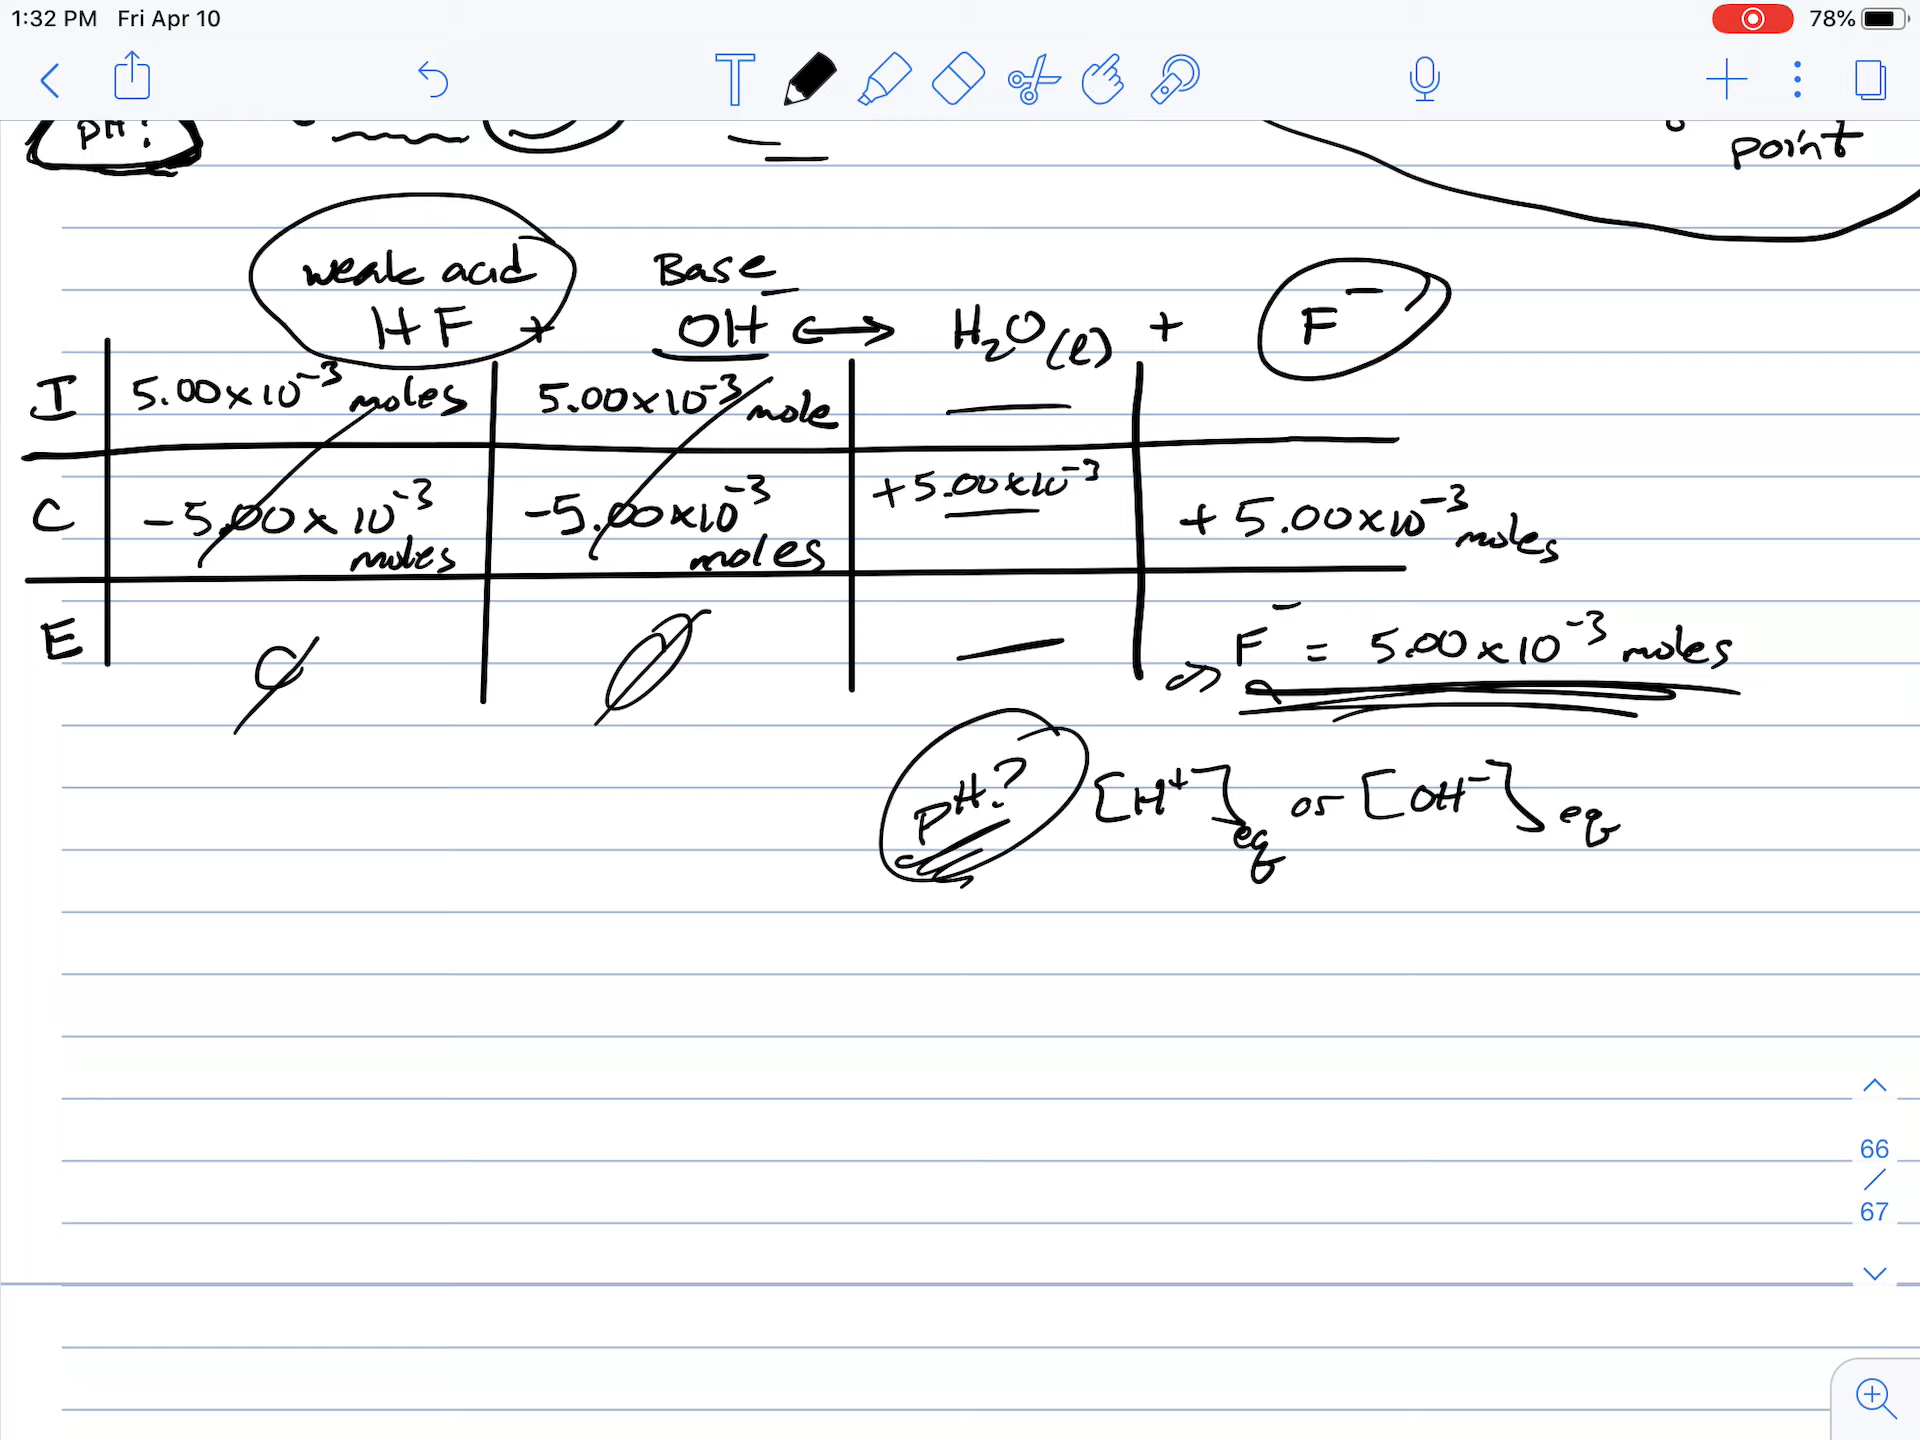 1:32 PM Fri Apr 10 78%
T
pH?
point
weak acid Base
HF + OH⁻ ⟷ H₂O(l) + F⁻
I 5.00x10⁻³ moles 5.00x10⁻³ mole —
C -5.00x10⁻³ moles -5.00x10⁻³ moles +5.00x10⁻³ +5.00x10⁻³ moles
E Ø Ø — ⇒ F⁻ = 5.00x10⁻³ moles
pH? [H⁺]eq or [OH⁻]eq
66
/
67